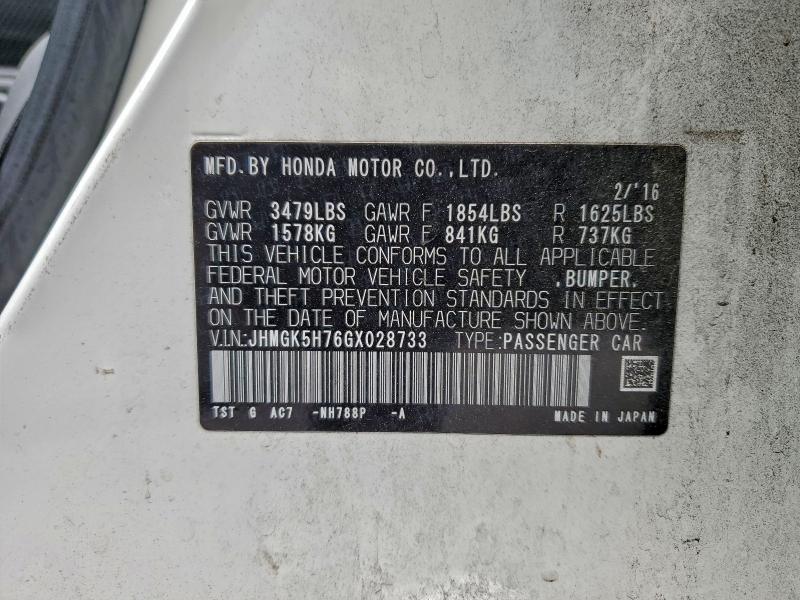 MFD. BY HONDA MOTOR CO.,LTD.
2/'16
GVWR 3479LBS GAWR F 1854LBS R 1625LBS
GVWR 1578KG GAWR F 841KG R 737KG
THIS VEHICLE CONFORMS TO ALL APPLICABLE
FEDERAL MOTOR VEHICLE SAFETY ,BUMPER,
AND THEFT PREVENTION STANDARDS IN EFFECT
ON THE DATE OF MANUFACTURE SHOWN ABOVE.
V.I.N.:JHMGK5H76GX028733 TYPE:PASSENGER CAR
TST G AC7 -NH788P -A
MADE IN JAPAN